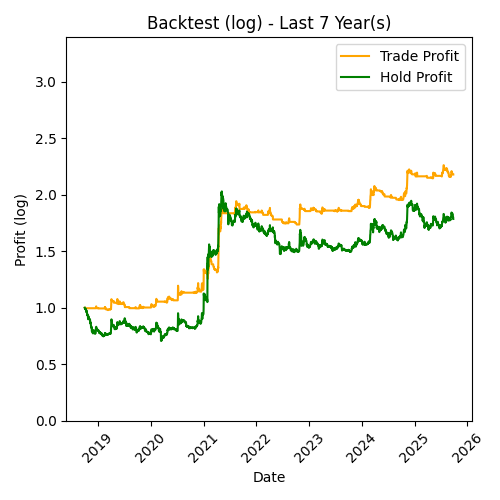 Backtest (log) - Last 7 Year(s)
Trade Profit
Hold Profit
Profit (log)
3.0
2.5
2.0
1.5
1.0
0.5
0.0
2019 2020 2021 2022 2023 2024 2025 2026
Date